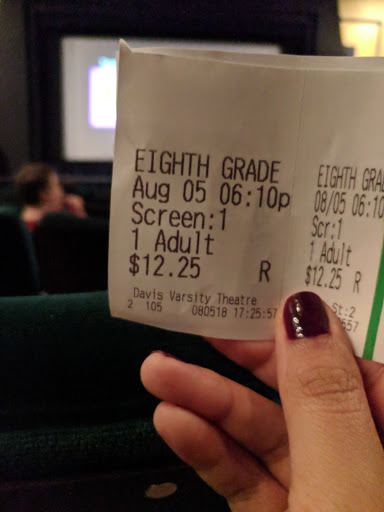 EIGHTH GRADE
Aug 05 06:10p
Screen:1
1 Adult
$12.25 R
Davis Varsity Theatre
2 105 080518 17:25:57
EIGHTH GRA
08/05 06:10
Scr:1
1 Adult
$12.25 R
St:2
557